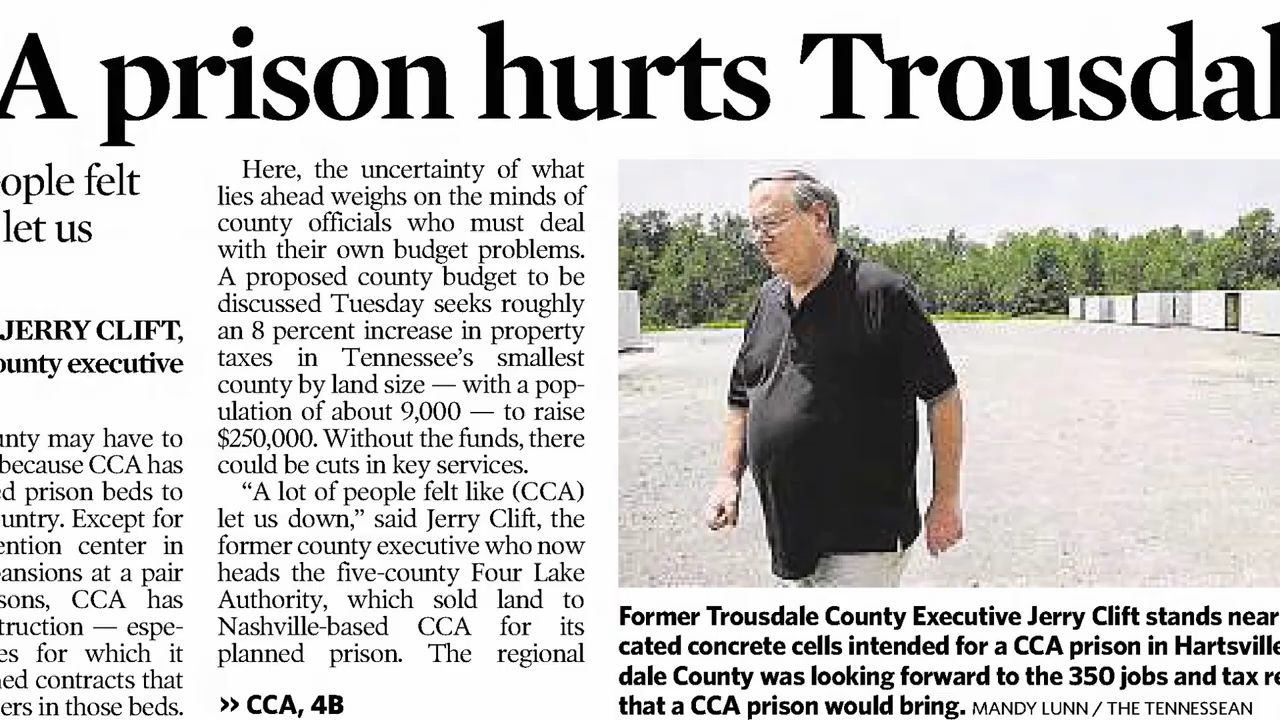 A prison hurts Trousdal
ople felt
let us
JERRY CLIFT,
ounty executive
unty may have to
because CCA has
ed prison beds to
untry. Except for
ention center in
ansions at a pair
sons, CCA has
truction — espe-
es for which it
ned contracts that
ers in those beds.
Here, the uncertainty of what
lies ahead weighs on the minds of
county officials who must deal
with their own budget problems.
A proposed county budget to be
discussed Tuesday seeks roughly
an 8 percent increase in property
taxes in Tennessee’s smallest
county by land size — with a pop-
ulation of about 9,000 — to raise
$250,000. Without the funds, there
could be cuts in key services.
“A lot of people felt like (CCA)
let us down,” said Jerry Clift, the
former county executive who now
heads the five-county Four Lake
Authority, which sold land to
Nashville-based CCA for its
planned prison. The regional
>> CCA, 4B
Former Trousdale County Executive Jerry Clift stands near
cated concrete cells intended for a CCA prison in Hartsville
dale County was looking forward to the 350 jobs and tax re
that a CCA prison would bring. MANDY LUNN / THE TENNESSEAN